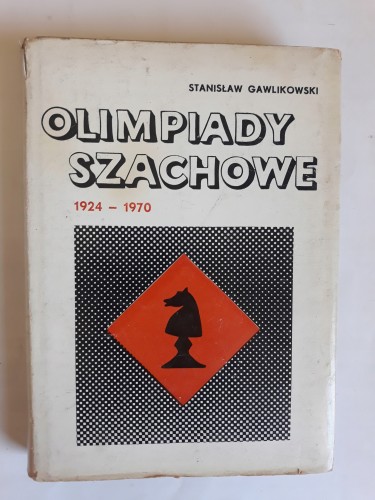 STANISŁAW GAWLIKOWSKI
OLIMPIADY
SZACHOWE
1924 – 1970